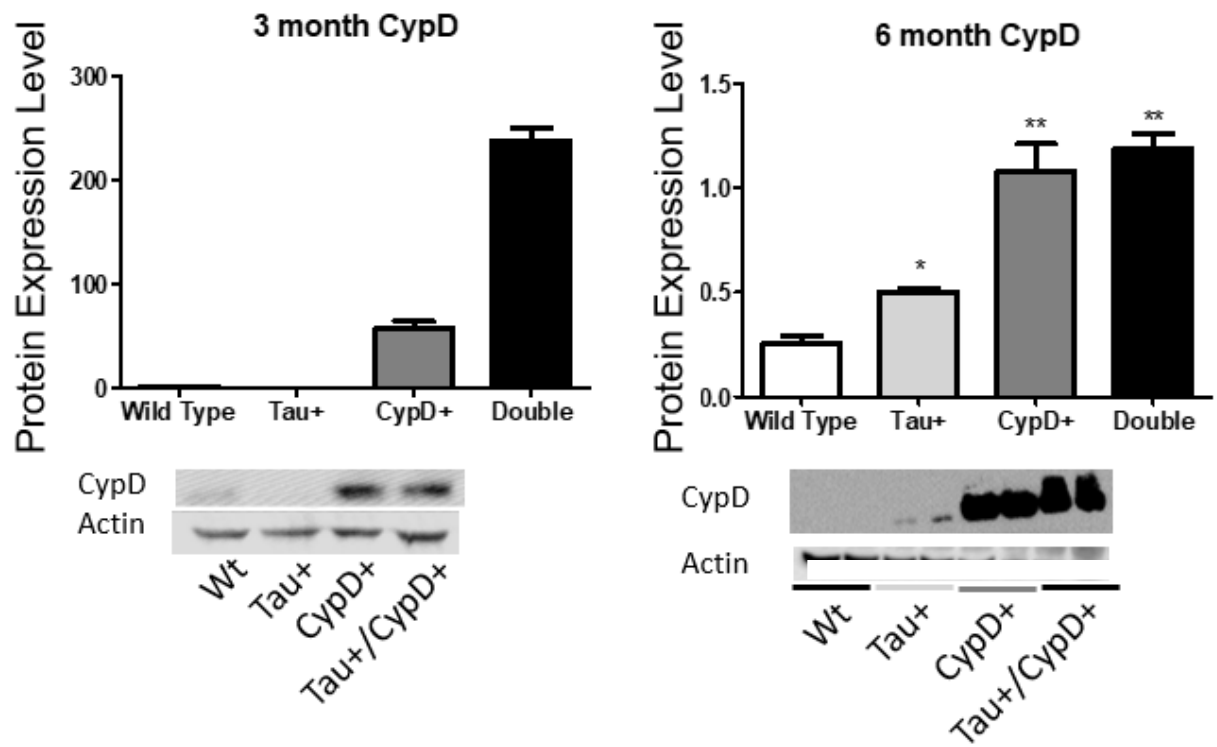 3 month CypD
Protein Expression Level
300
200
100
0
Wild Type Tau+ CypD+ Double
CypD
Actin
Wt
Tau+
CypD+
Tau+/CypD+
6 month CypD
Protein Expression Level
1.5
1.0
0.5
0.0
*
**
**
Wild Type Tau+ CypD+ Double
CypD
Actin
Wt
Tau+
CypD+
Tau+/CypD+